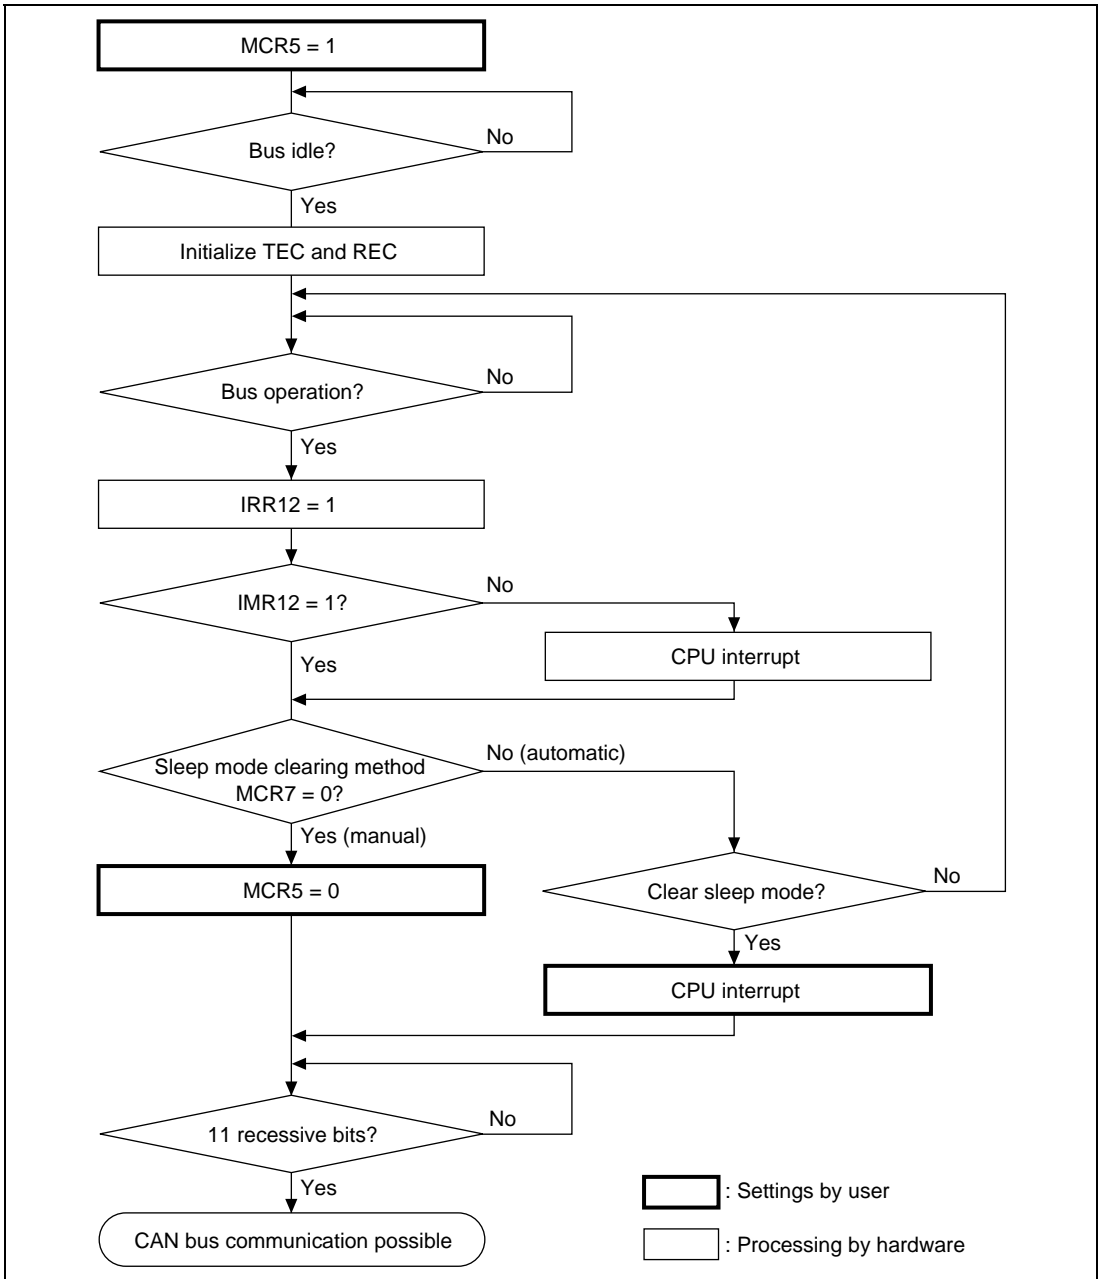 MCR5 = 1
Bus idle?
No
Yes
Initialize TEC and REC
Bus operation?
No
Yes
IRR12 = 1
IMR12 = 1?
No
CPU interrupt
Yes
Sleep mode clearing method
MCR7 = 0?
No (automatic)
Yes (manual)
MCR5 = 0
Clear sleep mode?
No
Yes
CPU interrupt
11 recessive bits?
No
Yes
CAN bus communication possible
: Settings by user
: Processing by hardware